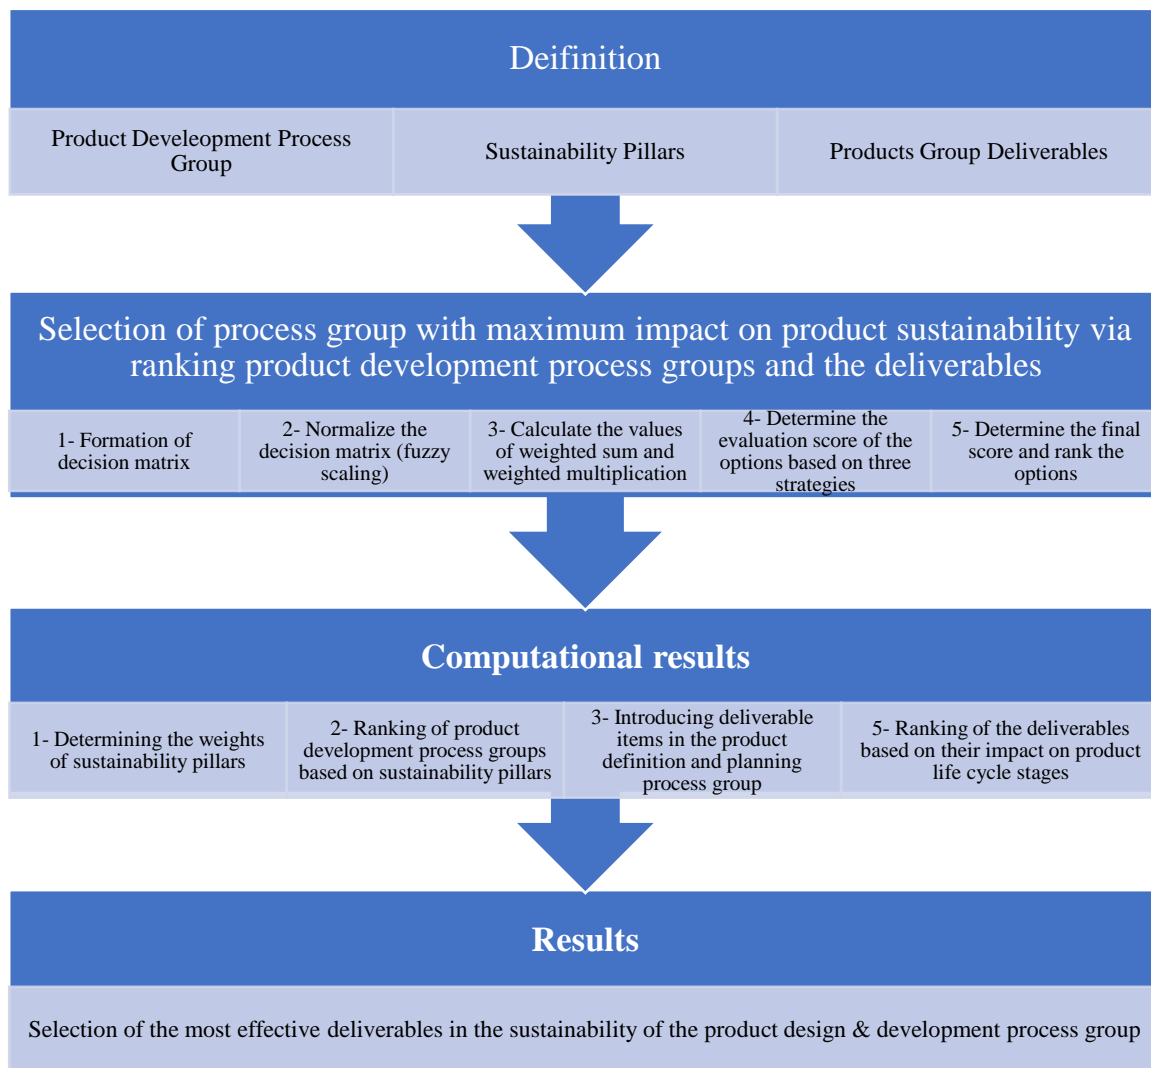 Deifinition
Product Develeopment Process
Group
Sustainability Pillars
Products Group Deliverables
Selection of process group with maximum impact on product sustainability via
ranking product development process groups and the deliverables
1- Formation of
decision matrix
2- Normalize the
decision matrix (fuzzy
scaling)
3- Calculate the values
of weighted sum and
weighted multiplication
4- Determine the
evaluation score of the
options based on three
strategies
5- Determine the final
score and rank the
options
Computational results
1- Determining the weights
of sustainability pillars
2- Ranking of product
development process groups
based on sustainability pillars
3- Introducing deliverable
items in the product
definition and planning
process group
5- Ranking of the deliverables
based on their impact on product
life cycle stages
Results
Selection of the most effective deliverables in the sustainability of the product design & development process group